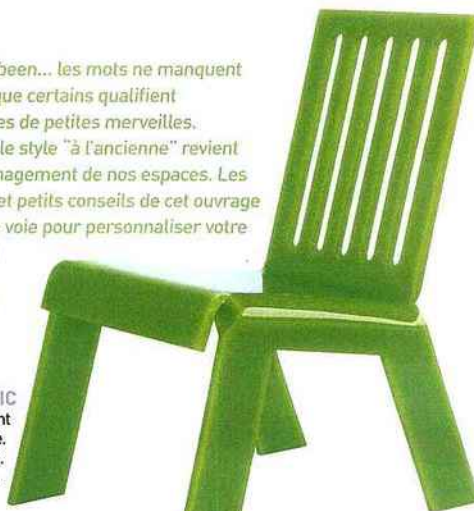 been... les mots ne manquent
que certains qualifient
es de petites merveilles.
le style "à l'ancienne" revient
nagement de nos espaces. Les
et petits conseils de cet ouvrage
voie pour personnaliser votre
IC
nt
e.
.